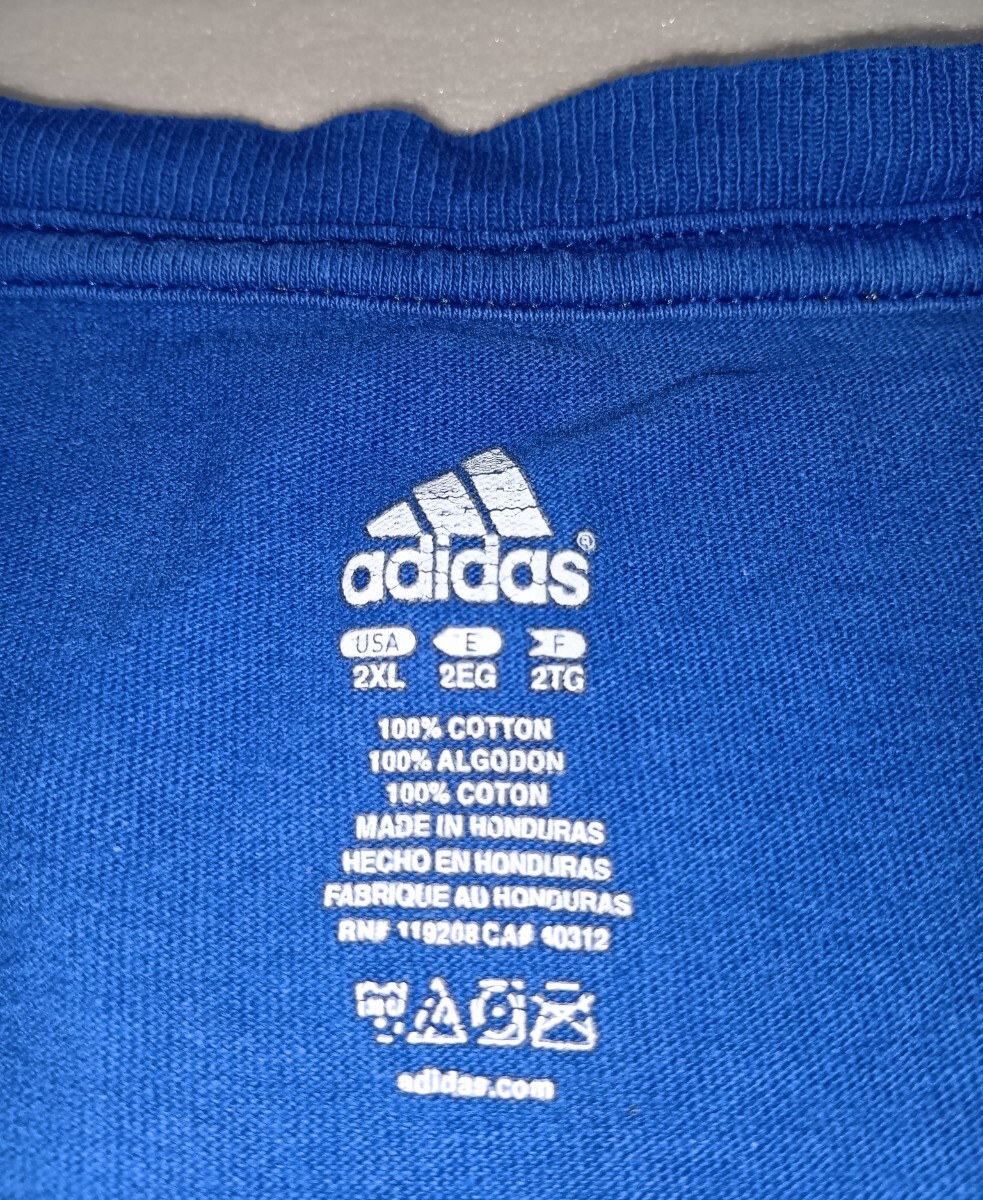 adidas®
USA E F
2XL 2EG 2TG
100% COTTON
100% ALGODON
100% COTON
MADE IN HONDURAS
HECHO EN HONDURAS
FABRIQUE AU HONDURAS
RN# 119208 CA# 40312
adidas.com